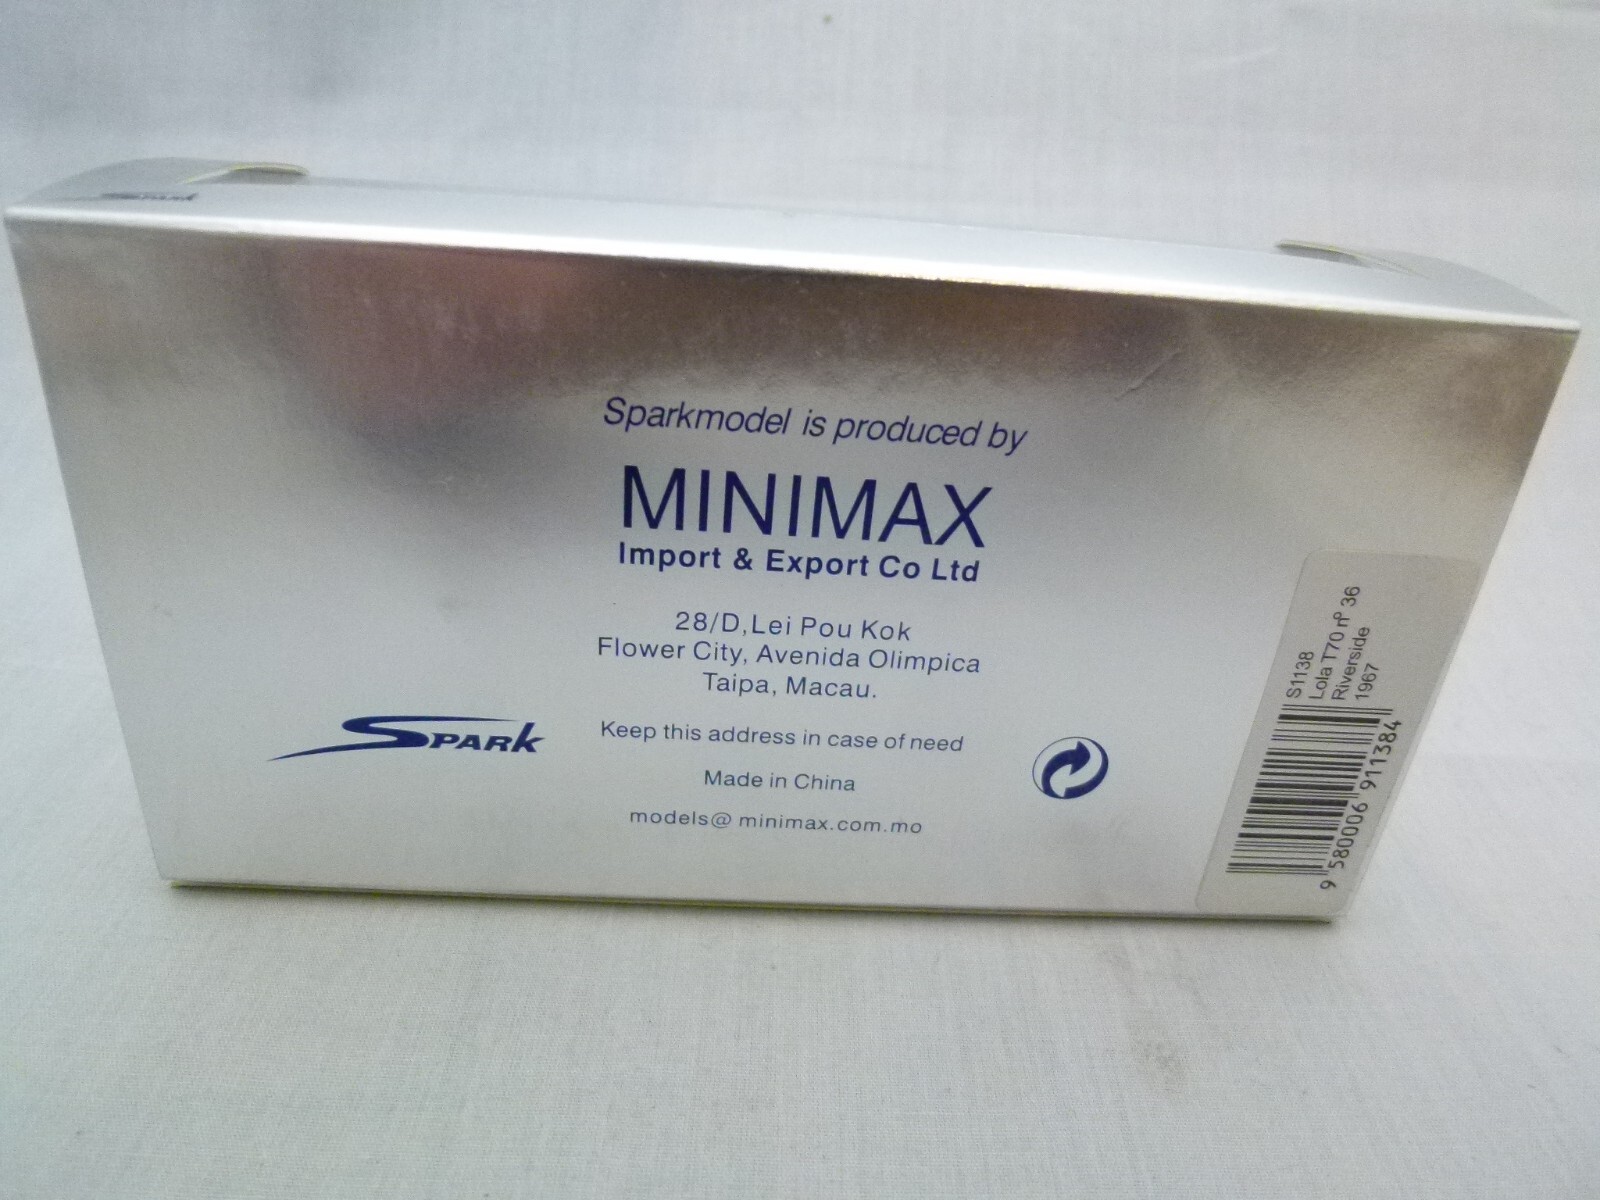 SPARK
Sparkmodel is produced by
MINIMAX
Import & Export Co Ltd
28/D,Lei Pou Kok
Flower City, Avenida Olimpica
Taipa, Macau.
SPARK
Keep this address in case of need
Made in China
models@ minimax.com.mo
S1138
Lola T70 nº 36
Riverside
1967
9 580006 911384